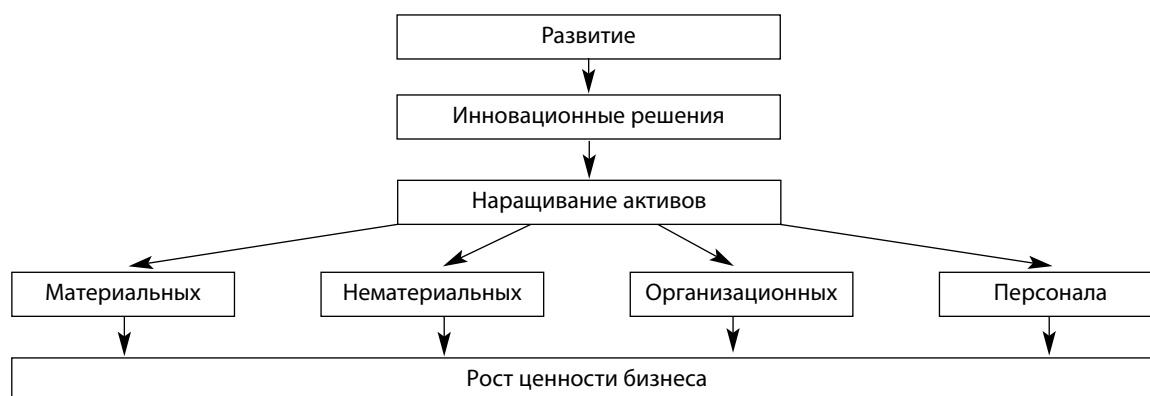 Развитие
Инновационные решения
Наращивание активов
Материальных
Нематериальных
Организационных
Персонала
Рост ценности бизнеса